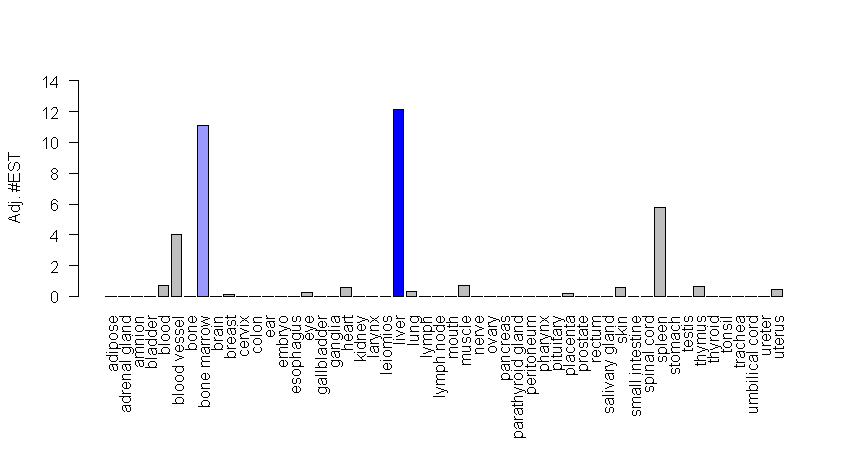 14
12
10
8
6
4
2
0
Adj. #EST
adipose
adrenal gland
amnion
bladder
blood
blood vessel
bone
bone marrow
brain
breast
cervix
colon
ear
embryo
esophagus
eye
gallbladder
ganglia
heart
kidney
larynx
leiomios
liver
lung
lymph
lymph node
mouth
muscle
nerve
ovary
pancreas
parathyroid gland
peritoneum
pharynx
pituitary
placenta
prostate
rectum
salivary gland
skin
small intestine
spinal cord
spleen
stomach
testis
thymus
thyroid
tonsil
trachea
umbilical cord
ureter
uterus